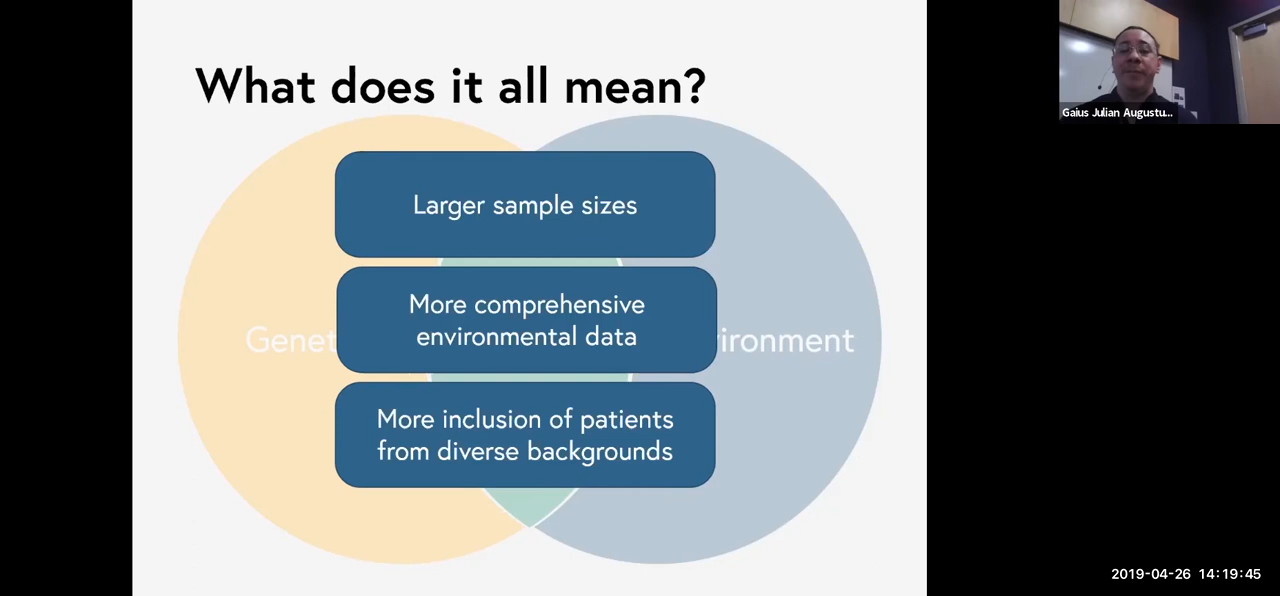 What does it all mean?
Larger sample sizes
More comprehensive
environmental data
Genet
ironment
More inclusion of patients
from diverse backgrounds
Gaius Julian Augustu...
2019-04-26 14:19:45